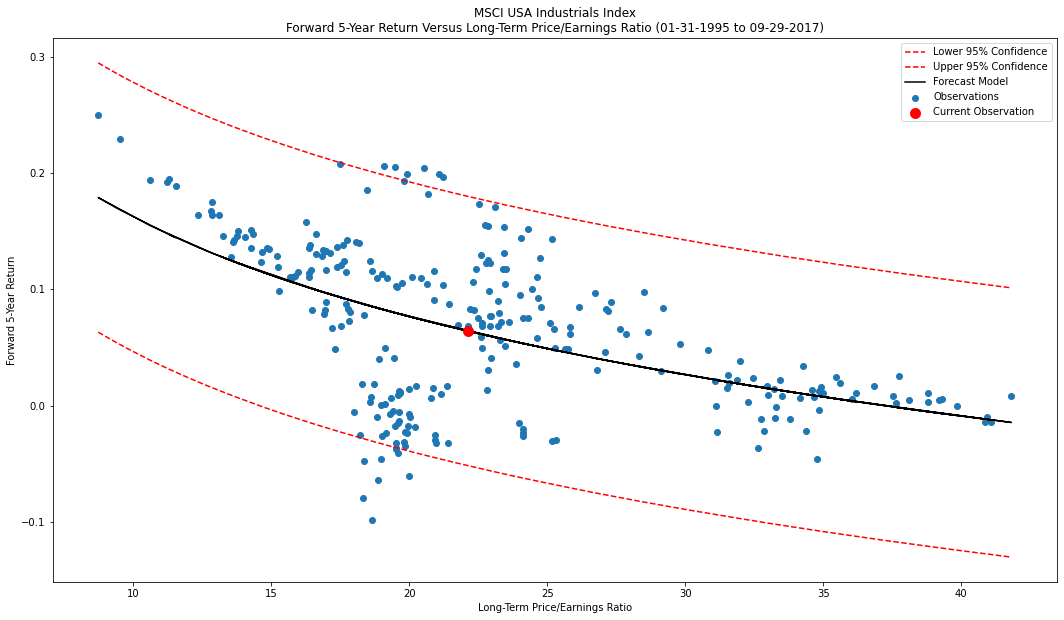 MSCI USA Industrials Index
Forward 5-Year Return Versus Long-Term Price/Earnings Ratio (01-31-1995 to 09-29-2017)
Lower 95% Confidence
Upper 95% Confidence
Forecast Model
Observations
Current Observation
Forward 5-Year Return
0.3
0.2
0.1
0.0
−0.1
10 15 20 25 30 35 40
Long-Term Price/Earnings Ratio